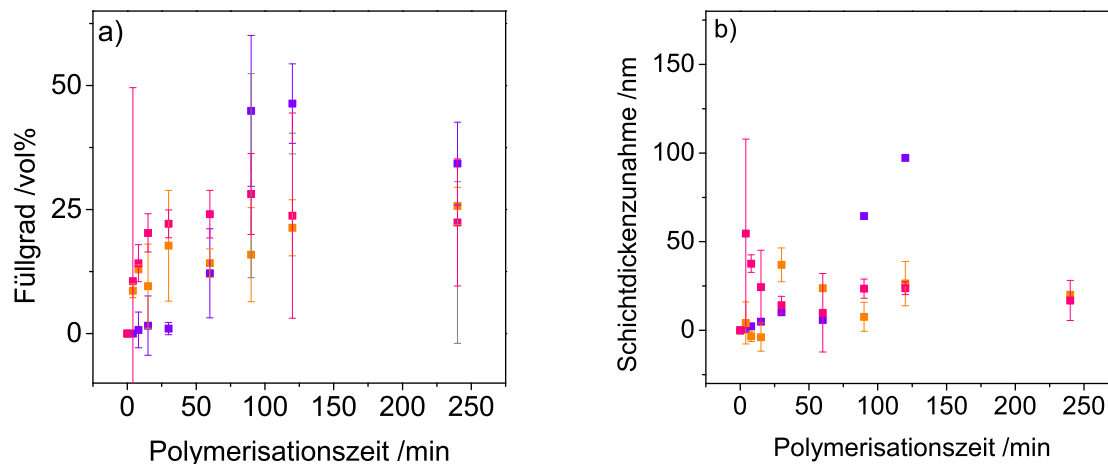 a)
Füllgrad /vol%
50
25
0
0 50 100 150 200 250
Polymerisationszeit /min
b)
Schichtdickenzunahme /nm
150
100
50
0
0 50 100 150 200 250
Polymerisationszeit /min